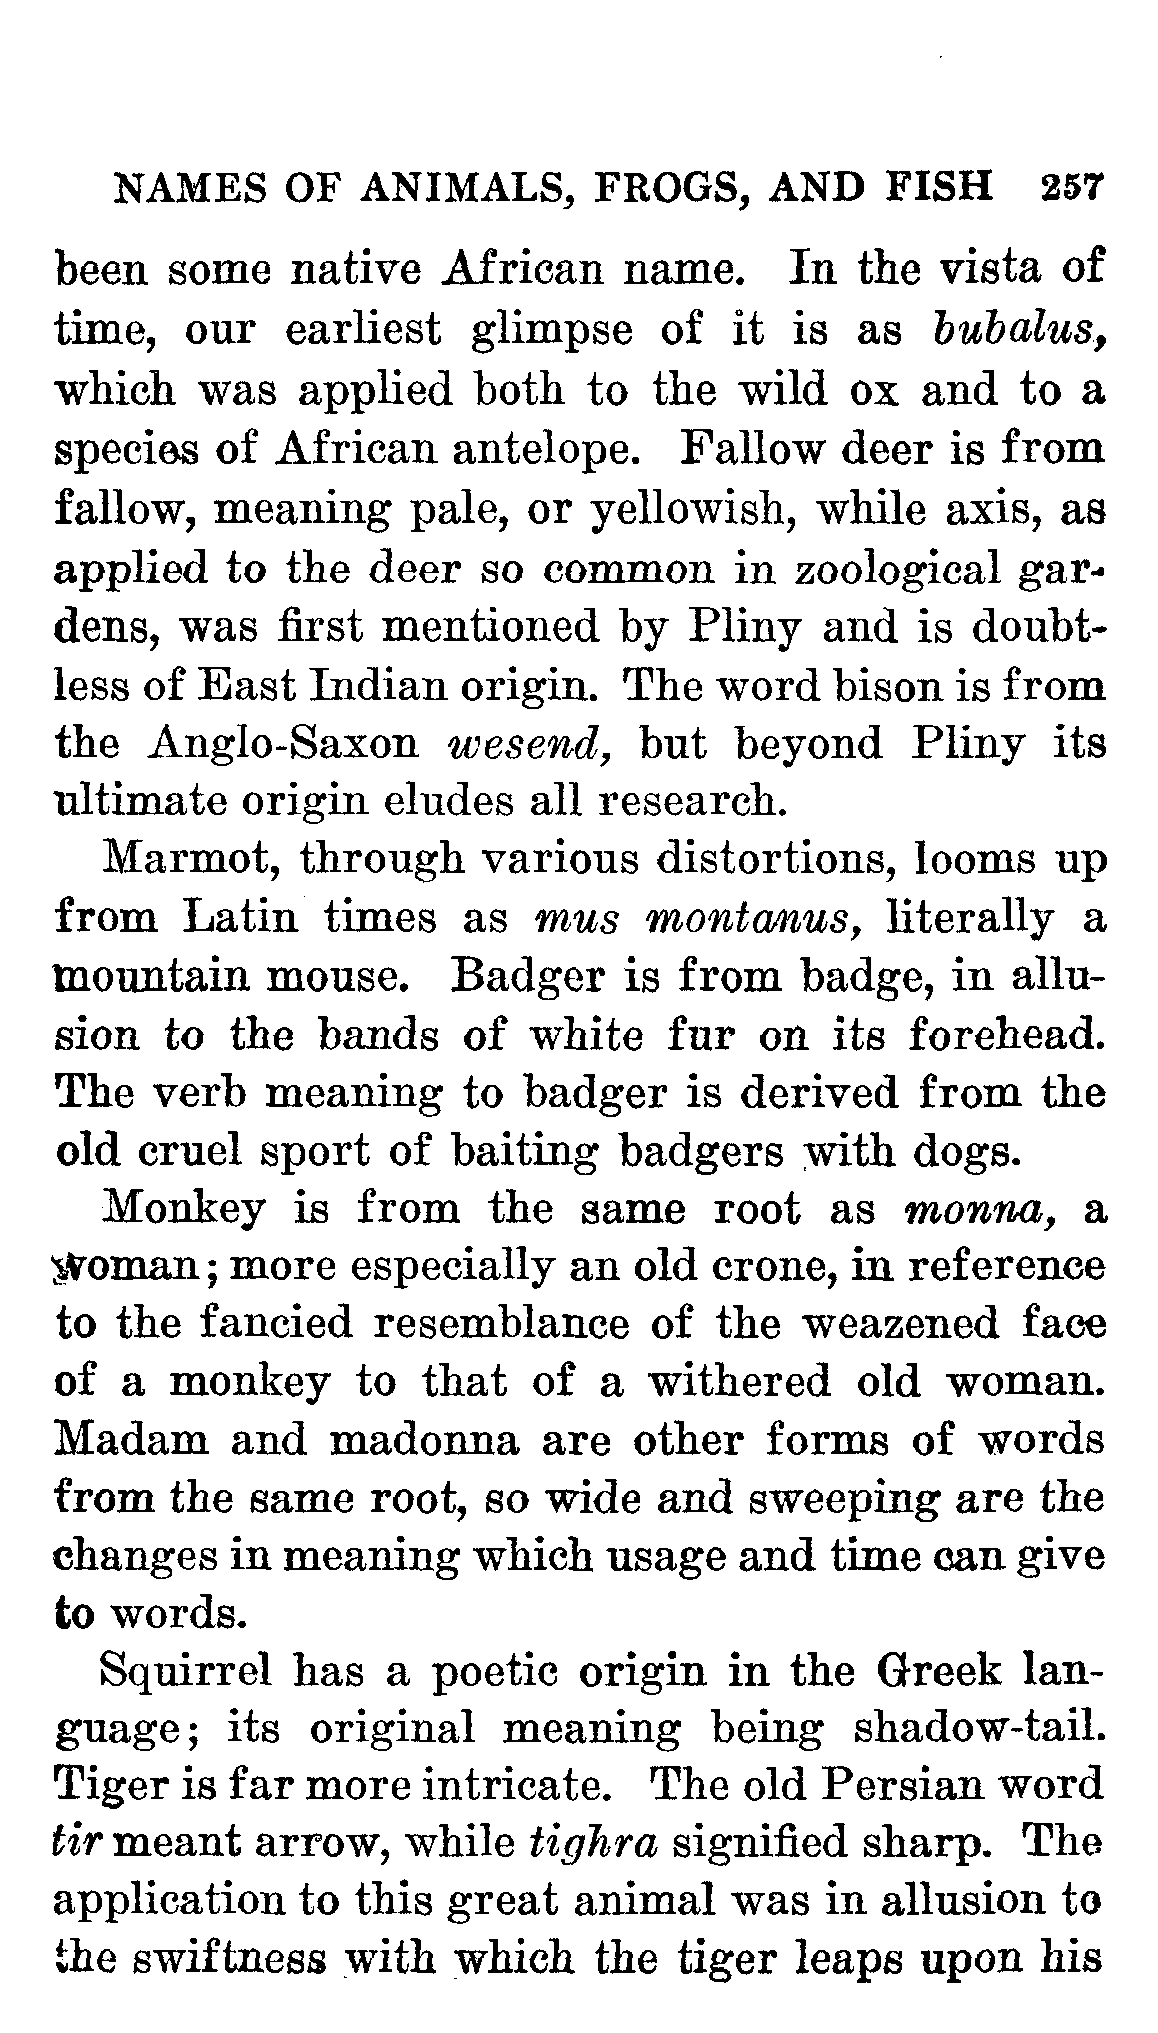 NAMES OF ANIMALS, FROGS, AND FISH 257
been some native African name. In the vista of
time, our earliest glimpse of it is as bubalus,
which was applied both to the wild ox and to a
species of African antelope. Fallow deer is from
fallow, meaning pale, or yellowish, while axis, as
applied to the deer so common in zoological gar-
dens, was first mentioned by Pliny and is doubt-
less of East Indian origin. The word bison is from
the Anglo-Saxon wesend, but beyond Pliny its
ultimate origin eludes all research.
Marmot, through various distortions, looms up
from Latin times as mus montanus, literally a
mountain mouse. Badger is from badge, in allu-
sion to the bands of white fur on its forehead.
The verb meaning to badger is derived from the
old cruel sport of baiting badgers with dogs.
Monkey is from the same root as monna, a
woman; more especially an old crone, in reference
to the fancied resemblance of the weazened face
of a monkey to that of a withered old woman.
Madam and madonna are other forms of words
from the same root, so wide and sweeping are the
changes in meaning which usage and time can give
to words.
Squirrel has a poetic origin in the Greek lan-
guage; its original meaning being shadow-tail.
Tiger is far more intricate. The old Persian word
tir meant arrow, while tighra signified sharp. The
application to this great animal was in allusion to
the swiftness with which the tiger leaps upon his